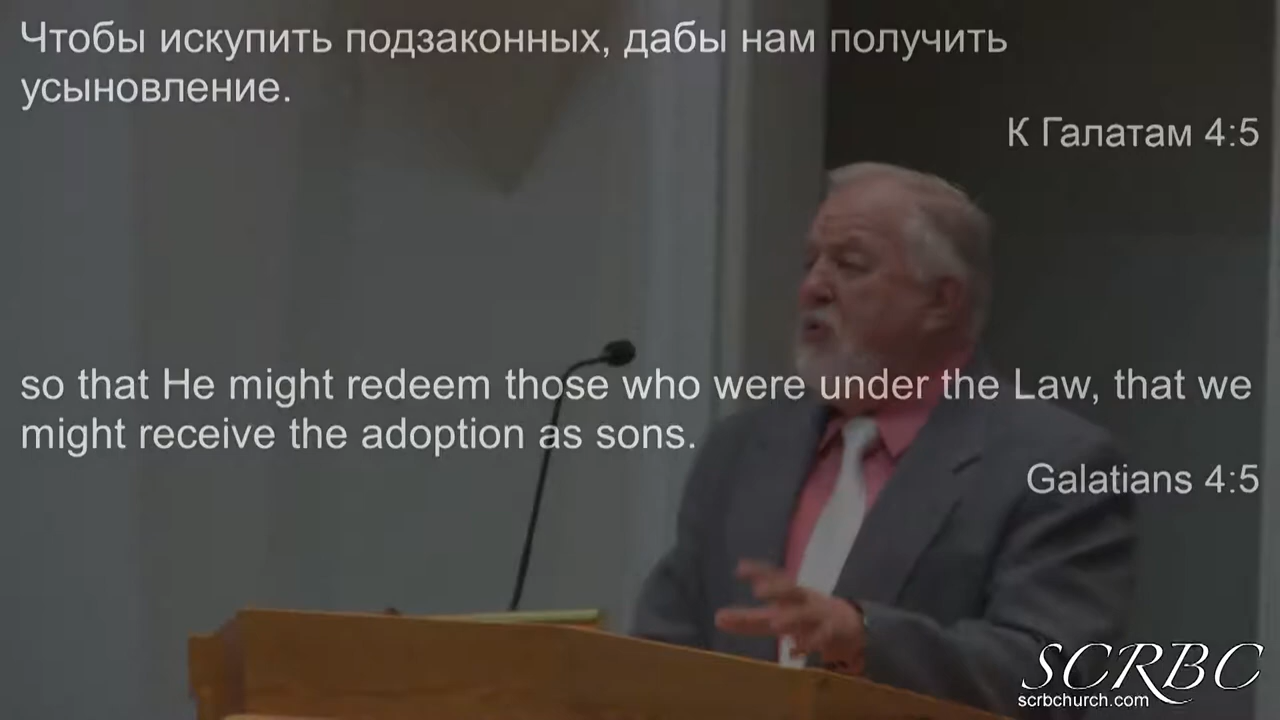 Чтобы искупить подзаконных, дабы нам получить
усыновление.
К Галатам 4:5
so that He might redeem those who were under the Law, that we
might receive the adoption as sons.
Galatians 4:5
SCRBC
scrbchurch.com